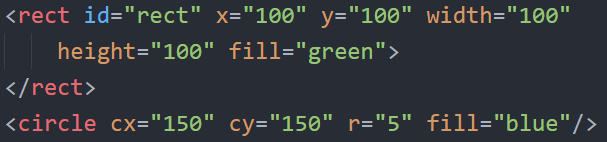 <rect id="rect" x="100" y="100" width="100"
height="100" fill="green">
</rect>
<circle cx="150" cy="150" r="5" fill="blue"/>